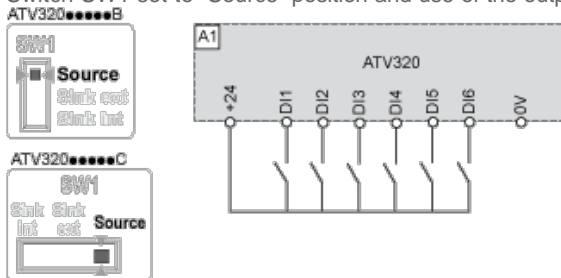 Switch SW1 set to "Source" position and use of the outp
ATV320●●●●●B
SW1
Source
Sink ext
Sink int
A1
ATV320
+24
DI1
DI2
DI3
DI4
DI5
DI6
0V
ATV320●●●●●C
SW1
Sink int
Sink ext
Source